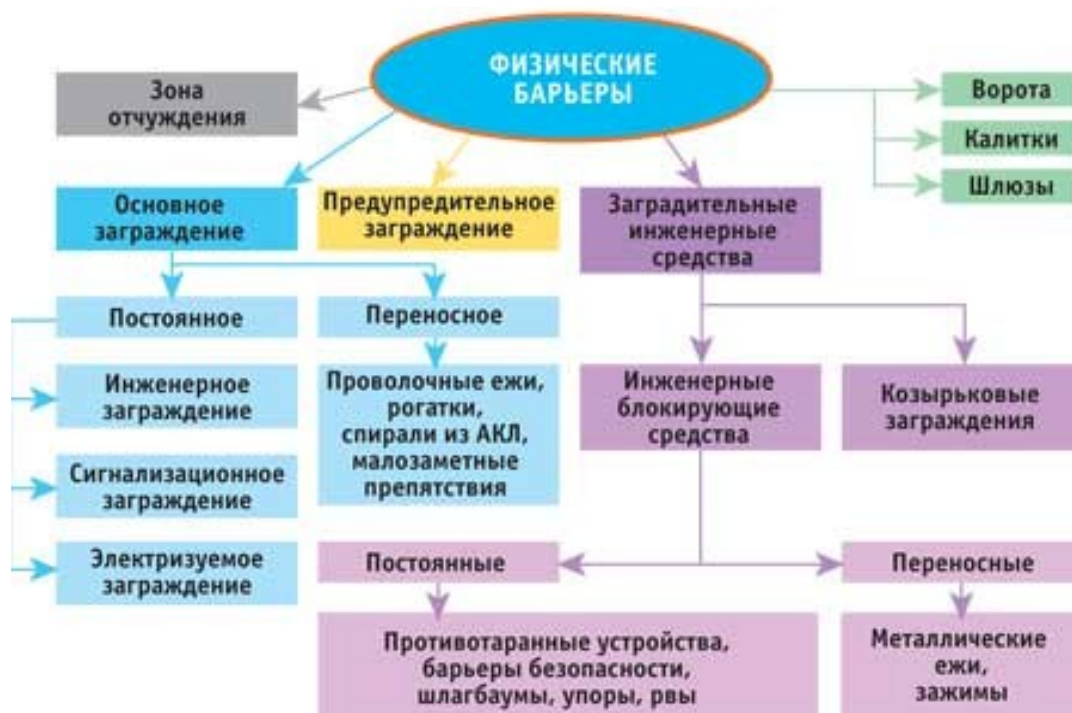 ФИЗИЧЕСКИЕ
БАРЬЕРЫ
Зона
отчуждения
Ворота
Калитки
Шлюзы
Основное
заграждение
Предупредительное
заграждение
Заградительные
инженерные
средства
Постоянное
Переносное
Инженерное
заграждение
Проволочные ежи,
рогатки,
спирали из АКЛ,
малозаметные
препятствия
Инженерные
блокирующие
средства
Козырьковые
заграждения
Сигнализационное
заграждение
Электризуемое
заграждение
Постоянные
Переносные
Противотаранные устройства,
барьеры безопасности,
шлагбаумы, упоры, рвы
Металлические
ежи,
зажимы